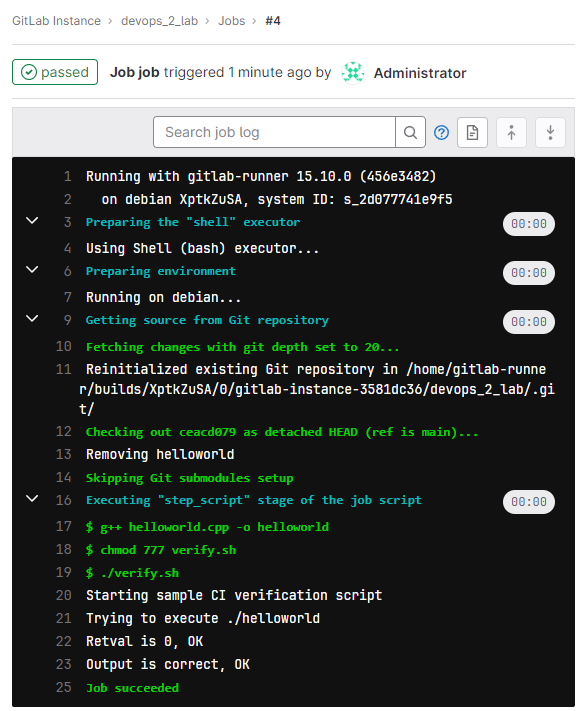 GitLab Instance > devops_2_lab > Jobs > #4
passed Job job triggered 1 minute ago by Administrator
Search job log
1 Running with gitlab-runner 15.10.0 (456e3482)
2 on debian XptkZuSA, system ID: s_2d077741e9f5
3 Preparing the "shell" executor 00:00
4 Using Shell (bash) executor...
6 Preparing environment 00:00
7 Running on debian...
9 Getting source from Git repository 00:00
10 Fetching changes with git depth set to 20...
11 Reinitialized existing Git repository in /home/gitlab-runne
r/builds/XptkZuSA/0/gitlab-instance-3581dc36/devops_2_lab/.gi
t/
12 Checking out ceacd079 as detached HEAD (ref is main)...
13 Removing helloworld
14 Skipping Git submodules setup
16 Executing "step_script" stage of the job script 00:00
17 $ g++ helloworld.cpp -o helloworld
18 $ chmod 777 verify.sh
19 $ ./verify.sh
20 Starting sample CI verification script
21 Trying to execute ./helloworld
22 Retval is 0, OK
23 Output is correct, OK
25 Job succeeded